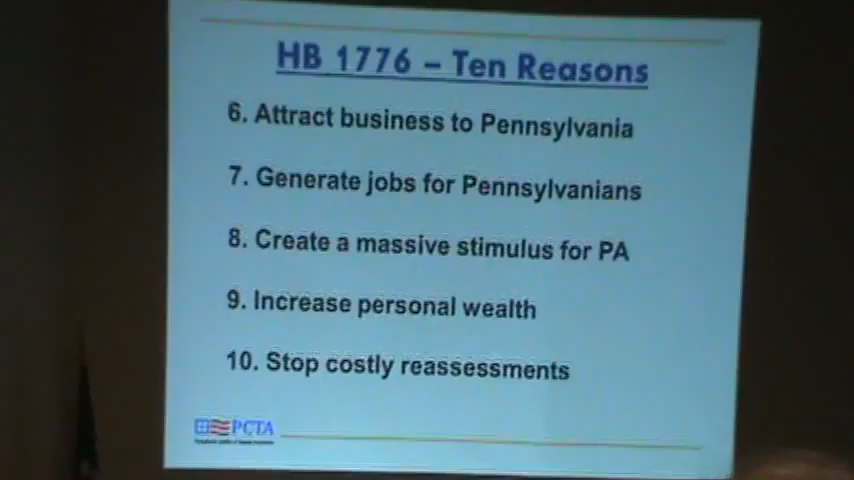 HB 1776 – Ten Reasons
6. Attract business to Pennsylvania
7. Generate jobs for Pennsylvanians
8. Create a massive stimulus for PA
9. Increase personal wealth
10. Stop costly reassessments
PCTA